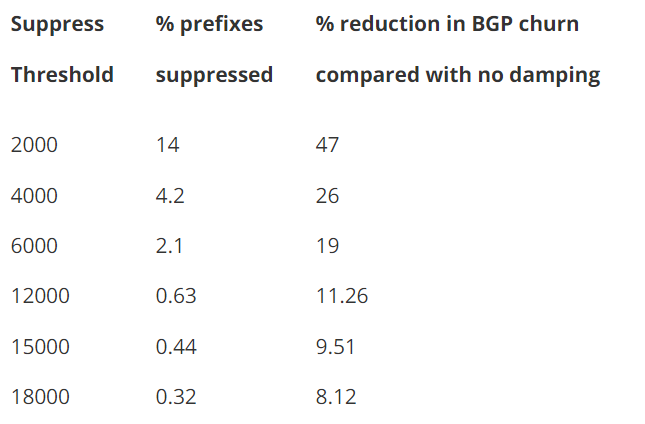 Suppress % prefixes % reduction in BGP churn
Threshold suppressed compared with no damping
2000 14 47
4000 4.2 26
6000 2.1 19
12000 0.63 11.26
15000 0.44 9.51
18000 0.32 8.12